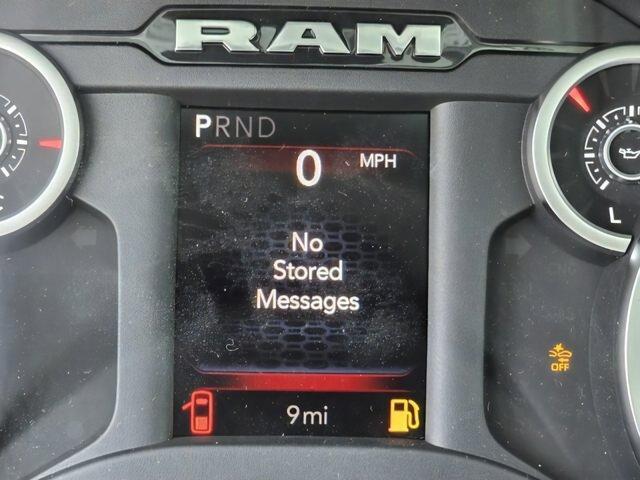 RAM
PRND
0 MPH
No
Stored
Messages
9mi
L
OFF